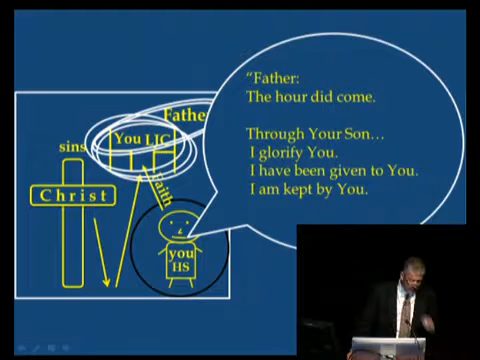 "Father:
The hour did come.
Through Your Son…
I glorify You.
I have been given to You.
I am kept by You.
Father
You LIC
sins
Christ
faith
you
HS